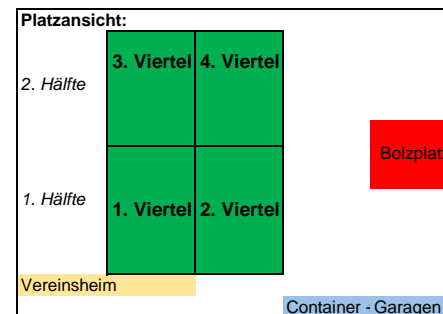 Platzansicht:
3. Viertel 4. Viertel
2. Hälfte
Bolzplat
1. Hälfte
1. Viertel 2. Viertel
Vereinsheim
Container - Garagen